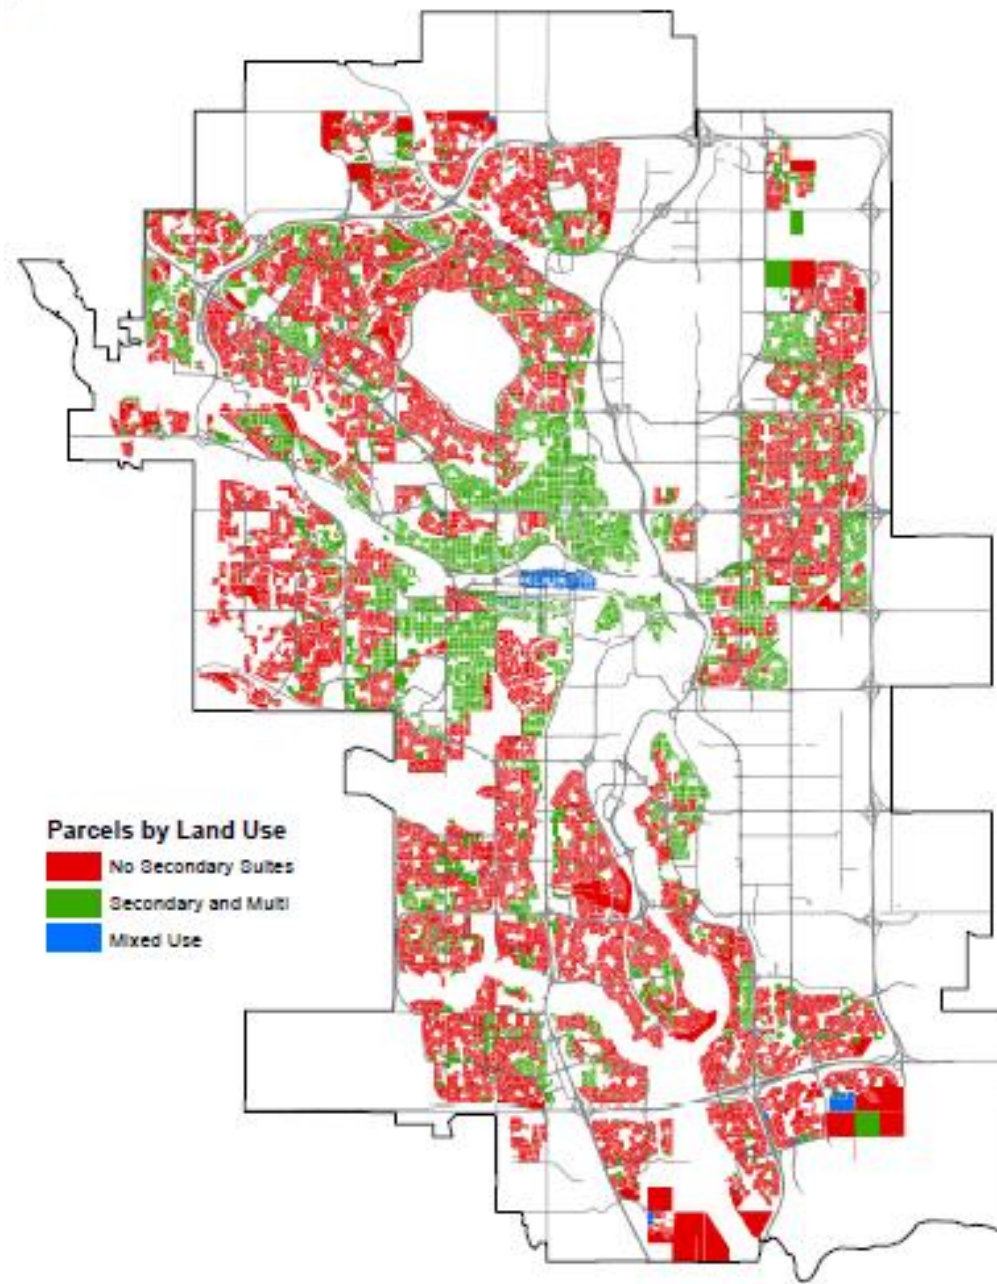 Parcels by Land Use
No Secondary Suites
Secondary and Multi
Mixed Use